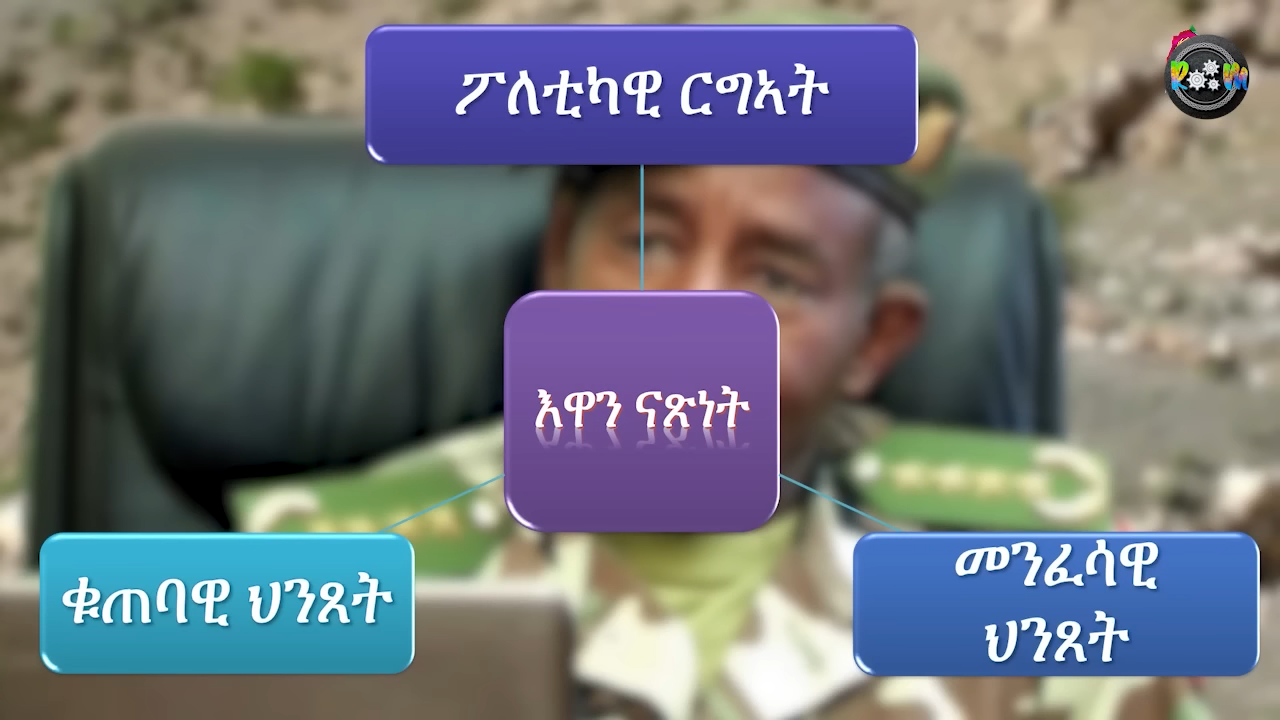 ፖለቲካዊ ርግኣት
እዋን ናጽነት
ቁጠባዊ ህንጸት
መንፈሳዊ
ህንጸት